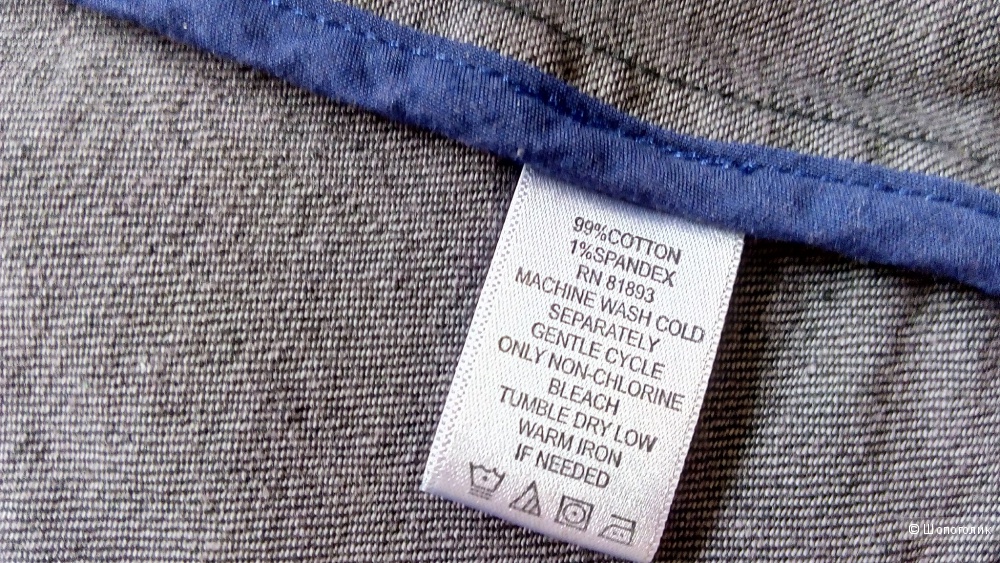 99%COTTON
1%SPANDEX
RN 81893
MACHINE WASH COLD
SEPARATELY
GENTLE CYCLE
ONLY NON-CHLORINE
BLEACH
TUMBLE DRY LOW
WARM IRON
IF NEEDED
© Шопоголик